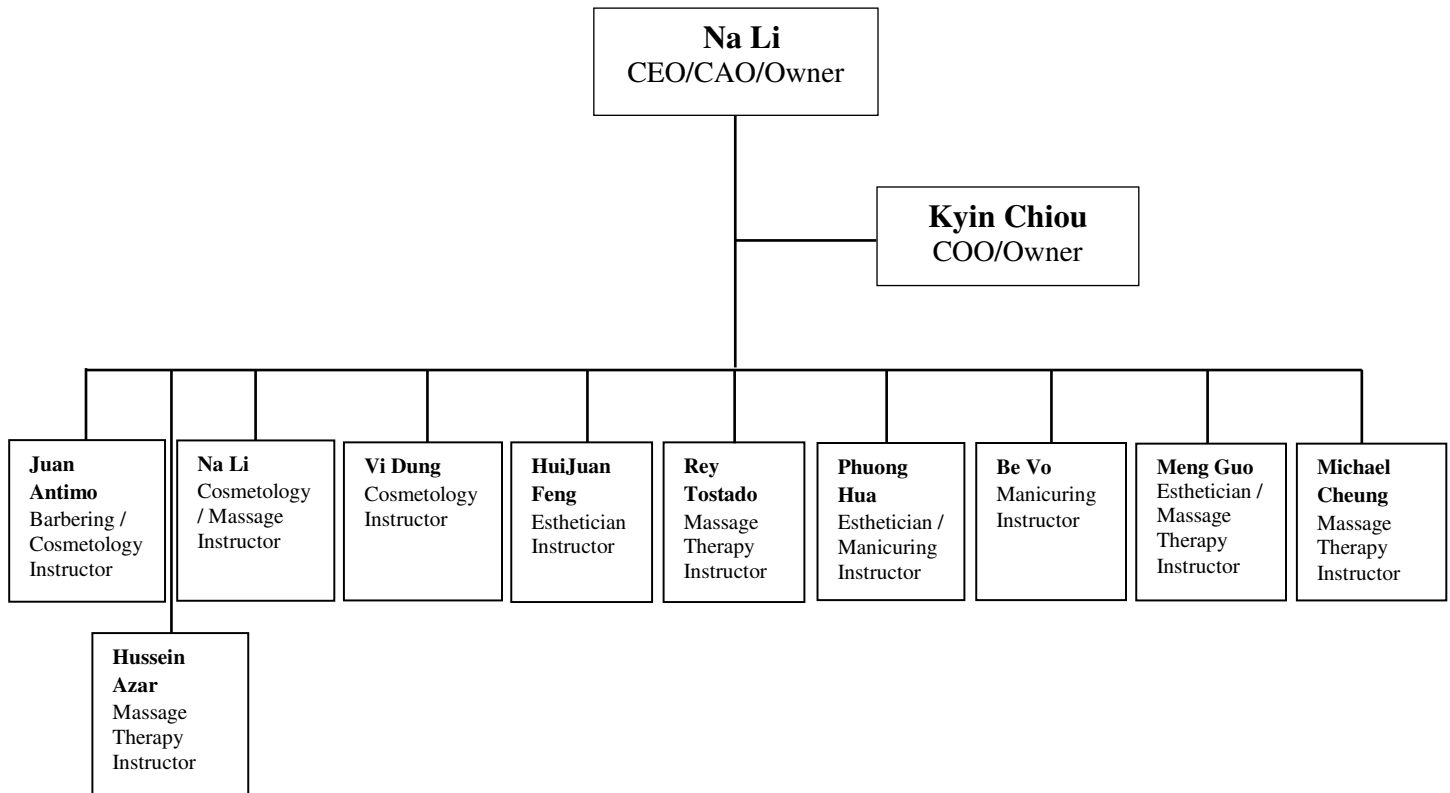 Na Li
CEO/CAO/Owner
Kyin Chiou
COO/Owner
Juan
Antimo
Barbering /
Cosmetology
Instructor
Na Li
Cosmetology
/ Massage
Instructor
Vi Dung
Cosmetology
Instructor
HuiJuan
Feng
Esthetician
Instructor
Rey
Tostado
Massage
Therapy
Instructor
Phuong
Hua
Esthetician /
Manicuring
Instructor
Be Vo
Manicuring
Instructor
Meng Guo
Esthetician /
Massage
Therapy
Instructor
Michael
Cheung
Massage
Therapy
Instructor
Hussein
Azar
Massage
Therapy
Instructor